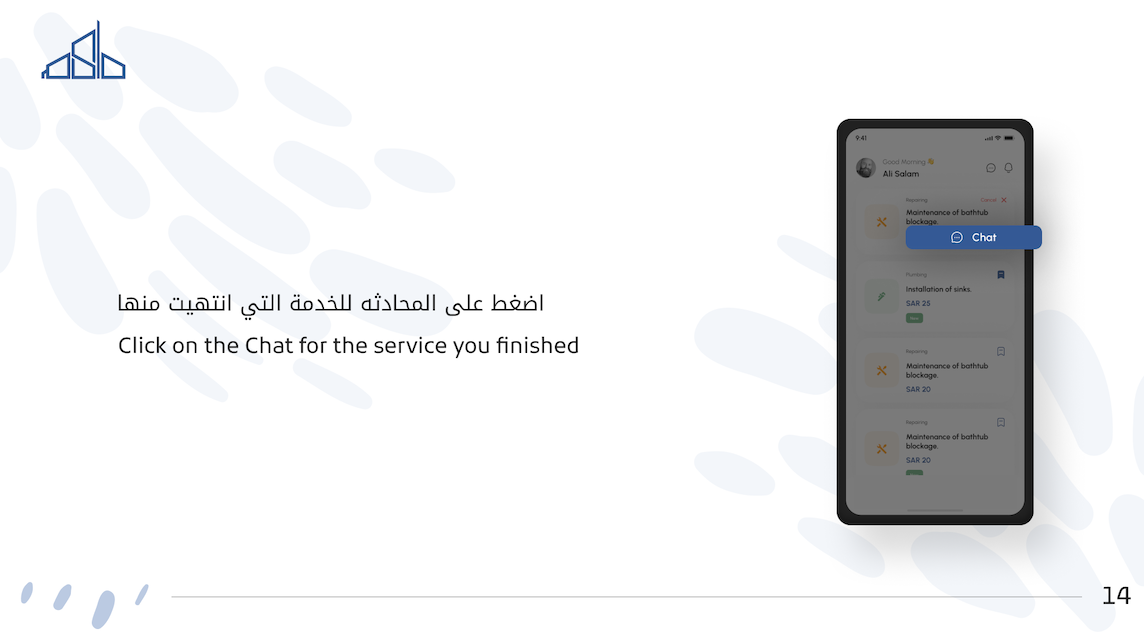 اضغط على المحادثه للخدمة التي انتهيت منها
Click on the Chat for the service you finished
9:41
Good Morning 👋
Ali Salam
Repairing
Cancel
Maintenance of bathtub
blockage.
Chat
Plumbing
Installation of sinks.
SAR 25
New
Repairing
Maintenance of bathtub
blockage.
SAR 20
Repairing
Maintenance of bathtub
blockage.
SAR 20
14